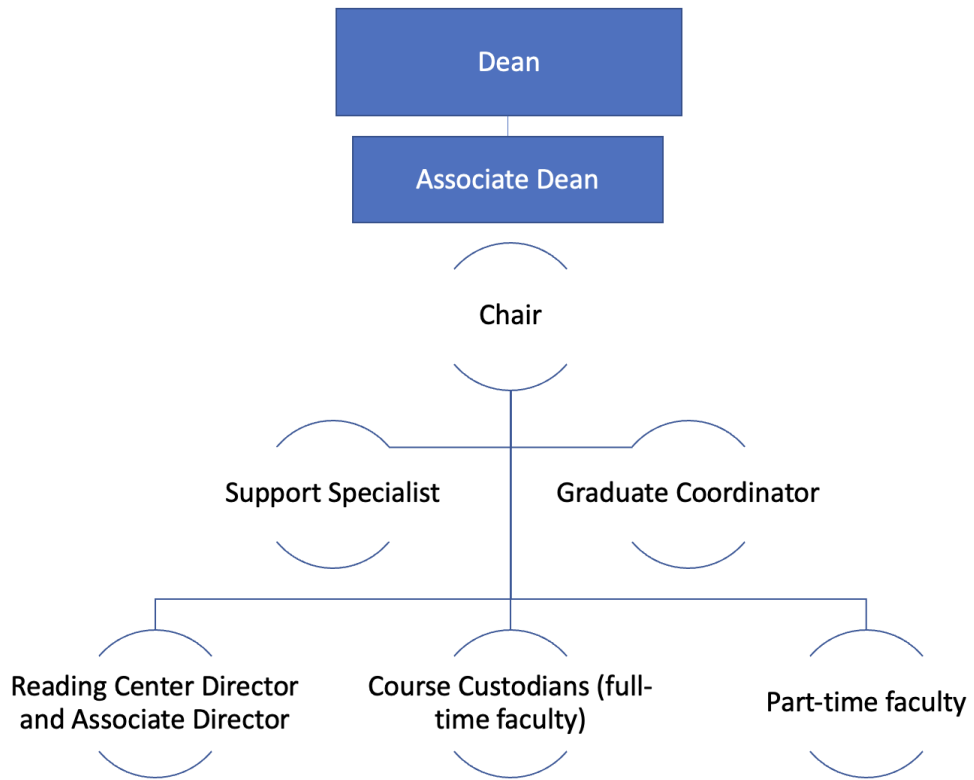 Dean
Associate Dean
Chair
Support Specialist
Graduate Coordinator
Reading Center Director
and Associate Director
Course Custodians (full-
time faculty)
Part-time faculty